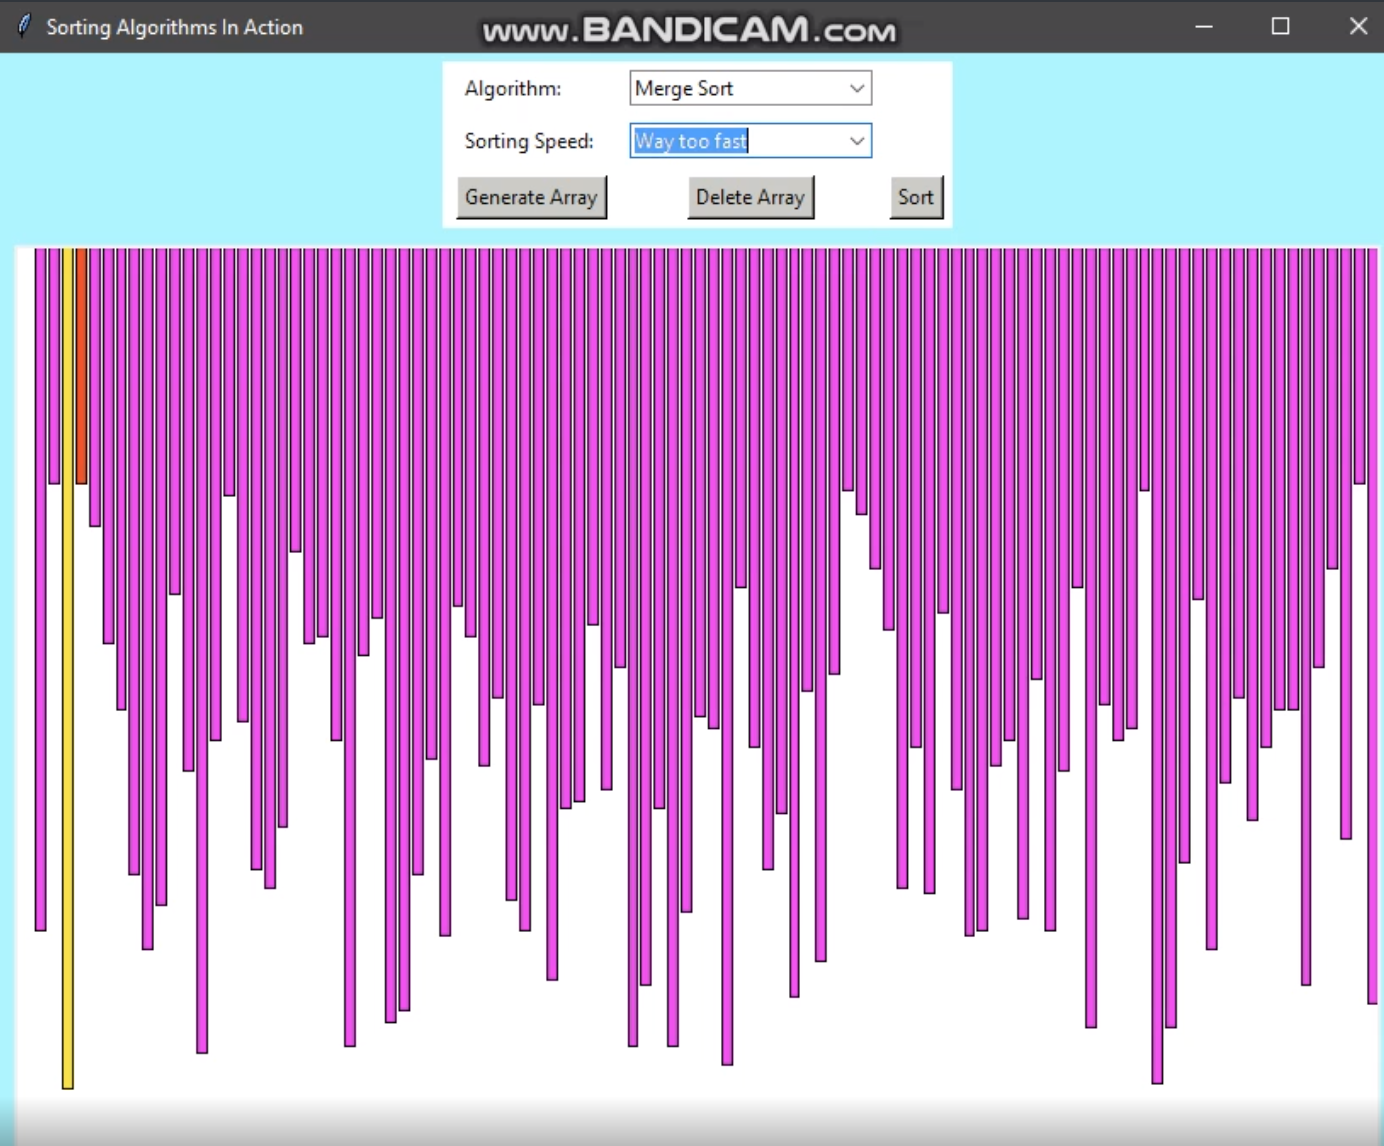 Sorting Algorithms In Action
www.BANDICAM.com
Algorithm: Merge Sort
Sorting Speed: Way too fast
Generate Array Delete Array Sort